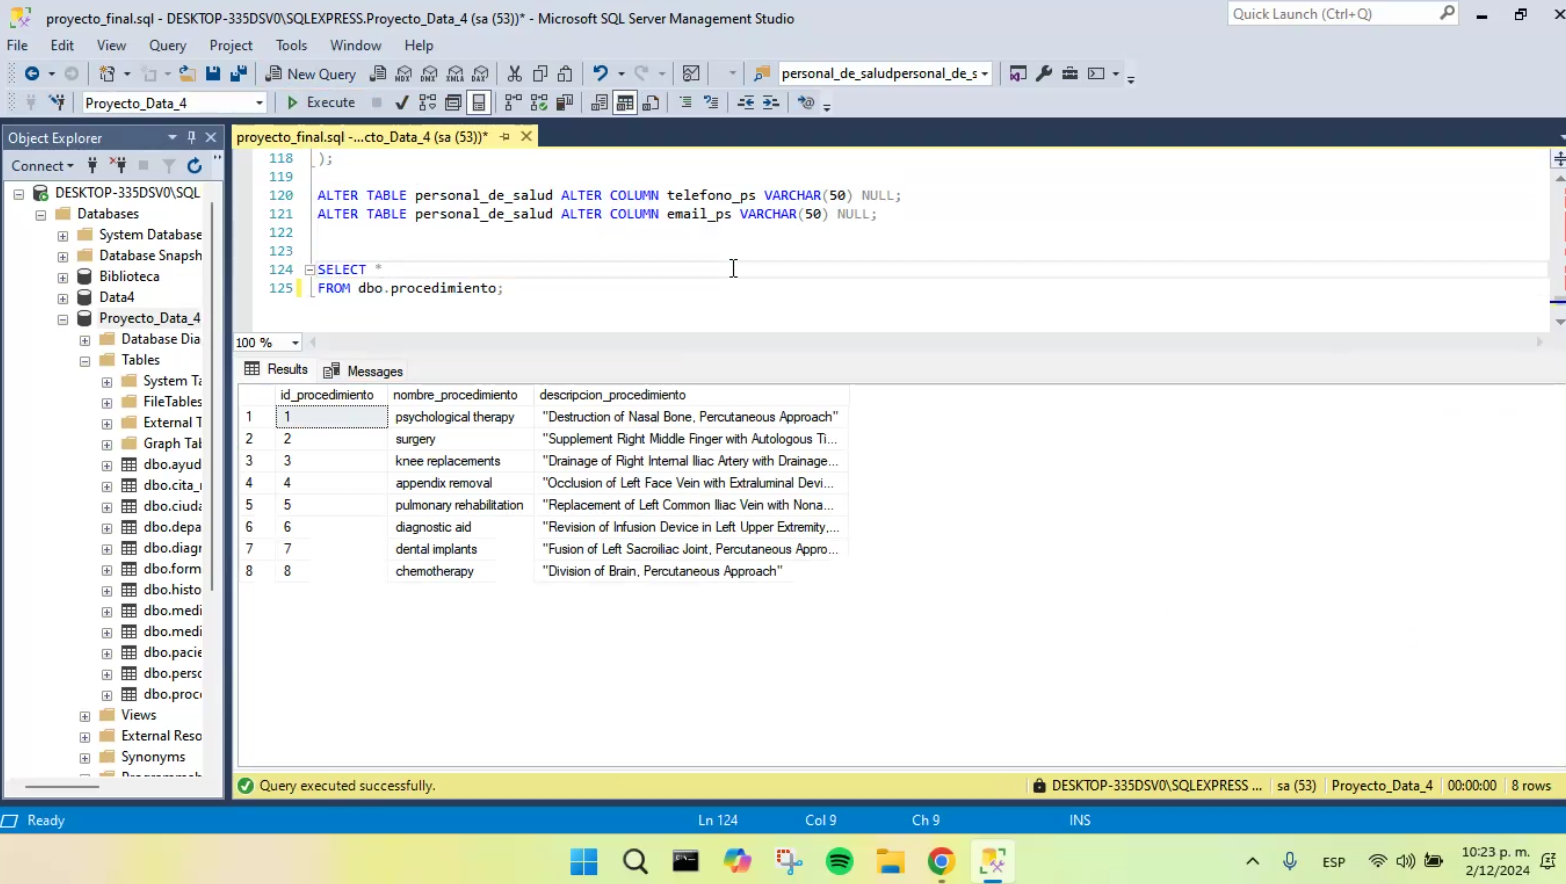 proyecto_final.sql - DESKTOP-335DSV0\SQLEXPRESS.Proyecto_Data_4 (sa (53))* - Microsoft SQL Server Management Studio
Quick Launch (Ctrl+Q)
File Edit View Query Project Tools Window Help
New Query
personal_de_saludpersonal_de_s
Proyecto_Data_4
Execute
Object Explorer
Connect
DESKTOP-335DSV0\SQL
Databases
System Database
Database Snapsh
Biblioteca
Data4
Proyecto_Data_4
Database Dia
Tables
System Ta
FileTables
External T
Graph Tab
dbo.ayud
dbo.cita_
dbo.ciuda
dbo.depa
dbo.diagr
dbo.form
dbo.histo
dbo.medi
dbo.medi
dbo.pacie
dbo.perso
dbo.proce
Views
External Reso
Synonyms
proyecto_final.sql -...cto_Data_4 (sa (53))*
118 );
119
120 ALTER TABLE personal_de_salud ALTER COLUMN telefono_ps VARCHAR(50) NULL;
121 ALTER TABLE personal_de_salud ALTER COLUMN email_ps VARCHAR(50) NULL;
122
123
124 SELECT *
125 FROM dbo.procedimiento;
100 %
Results Messages
id_procedimiento nombre_procedimiento descripcion_procedimiento
1 1 psychological therapy "Destruction of Nasal Bone, Percutaneous Approach"
2 2 surgery "Supplement Right Middle Finger with Autologous Ti...
3 3 knee replacements "Drainage of Right Internal Iliac Artery with Drainage...
4 4 appendix removal "Occlusion of Left Face Vein with Extraluminal Devi...
5 5 pulmonary rehabilitation "Replacement of Left Common Iliac Vein with Nona...
6 6 diagnostic aid "Revision of Infusion Device in Left Upper Extremity,...
7 7 dental implants "Fusion of Left Sacroiliac Joint, Percutaneous Appro...
8 8 chemotherapy "Division of Brain, Percutaneous Approach"
Query executed successfully.
DESKTOP-335DSV0\SQLEXPRESS ... sa (53) Proyecto_Data_4 00:00:00 8 rows
Ready Ln 124 Col 9 Ch 9 INS
ESP
10:23 p. m.
2/12/2024